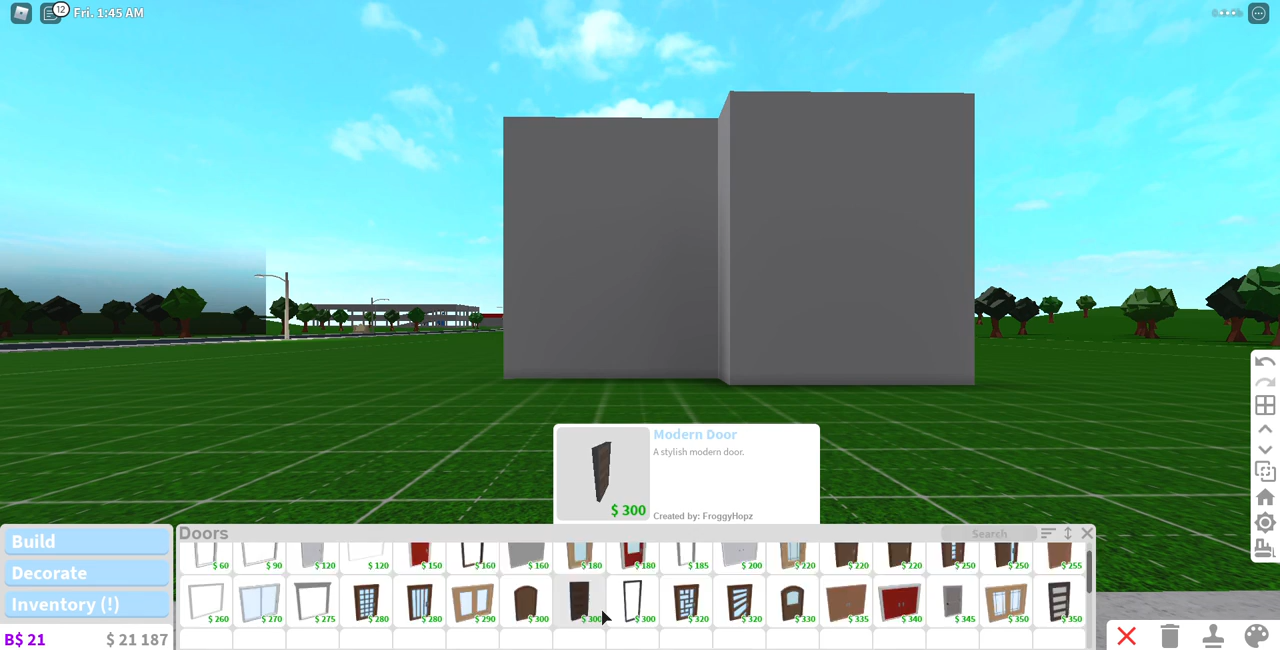 12
Fri. 1:45 AM
Modern Door
A stylish modern door.
$ 300
Created by: FroggyHopz
Build
Decorate
Inventory (!)
B$ 21
$ 21 187
Doors
Search
$ 60 $ 90 $ 120 $ 120 $ 150 $ 160 $ 160 $ 180 $ 180 $ 185 $ 200 $ 220 $ 220 $ 220 $ 250 $ 250 $ 255
$ 260 $ 270 $ 275 $ 280 $ 280 $ 290 $ 300 $ 300 $ 300 $ 320 $ 320 $ 330 $ 335 $ 340 $ 345 $ 350 $ 350